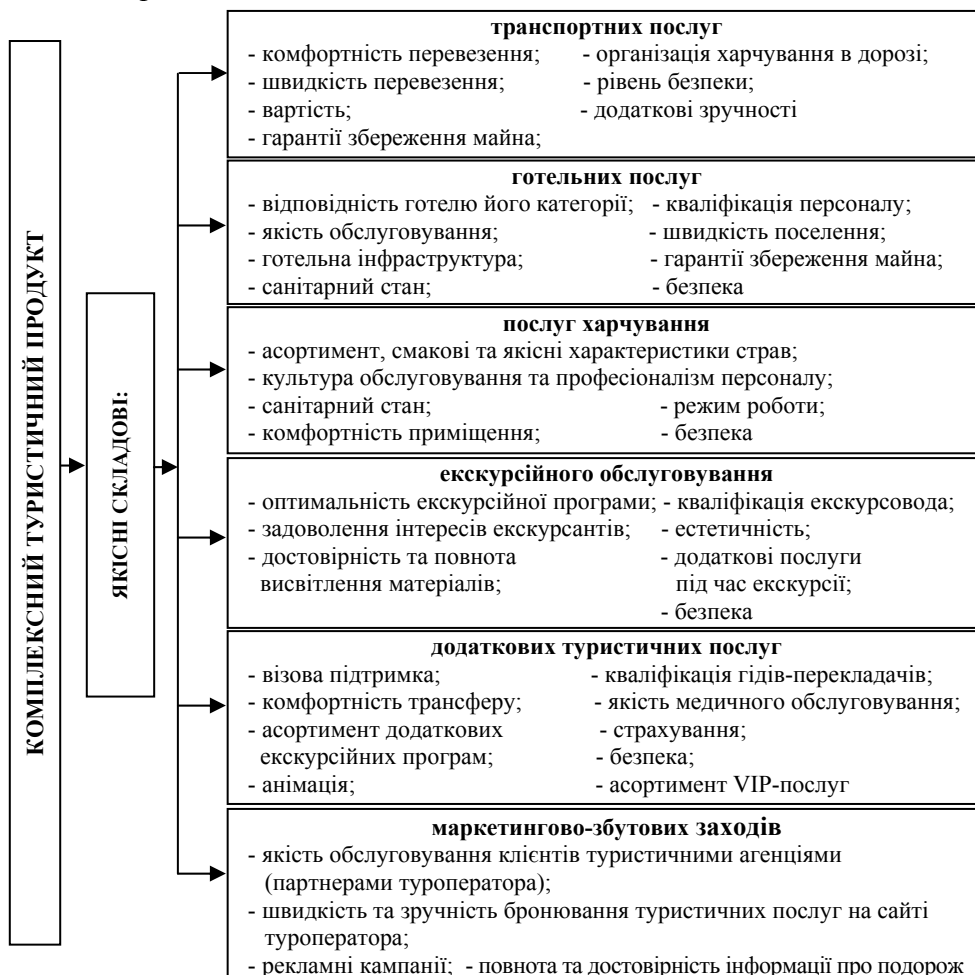 КОМПЛЕКСНИЙ ТУРИСТИЧНИЙ ПРОДУКТ
ЯКІСНІ СКЛАДОВІ:
транспортних послуг
- комфортність перевезення; - організація харчування в дорозі;
- швидкість перевезення; - рівень безпеки;
- вартість; - додаткові зручності
- гарантії збереження майна;
готельних послуг
- відповідність готелю його категорії; - кваліфікація персоналу;
- якість обслуговування; - швидкість поселення;
- готельна інфраструктура; - гарантії збереження майна;
- санітарний стан; - безпека
послуг харчування
- асортимент, смакові та якісні характеристики страв;
- культура обслуговування та професіоналізм персоналу;
- санітарний стан; - режим роботи;
- комфортність приміщення; - безпека
екскурсійного обслуговування
- оптимальність екскурсійної програми; - кваліфікація екскурсовода;
- задоволення інтересів екскурсантів; - естетичність;
- достовірність та повнота - додаткові послуги
висвітлення матеріалів; під час екскурсії;
- безпека
додаткових туристичних послуг
- візова підтримка; - кваліфікація гідів-перекладачів;
- комфортність трансферу; - якість медичного обслуговування;
- асортимент додаткових - страхування;
екскурсійних програм; - безпека;
- анімація; - асортимент VIP-послуг
маркетингово-збутових заходів
- якість обслуговування клієнтів туристичними агенціями
(партнерами туроператора);
- швидкість та зручність бронювання туристичних послуг на сайті
туроператора;
- рекламні кампанії; - повнота та достовірність інформації про подорож